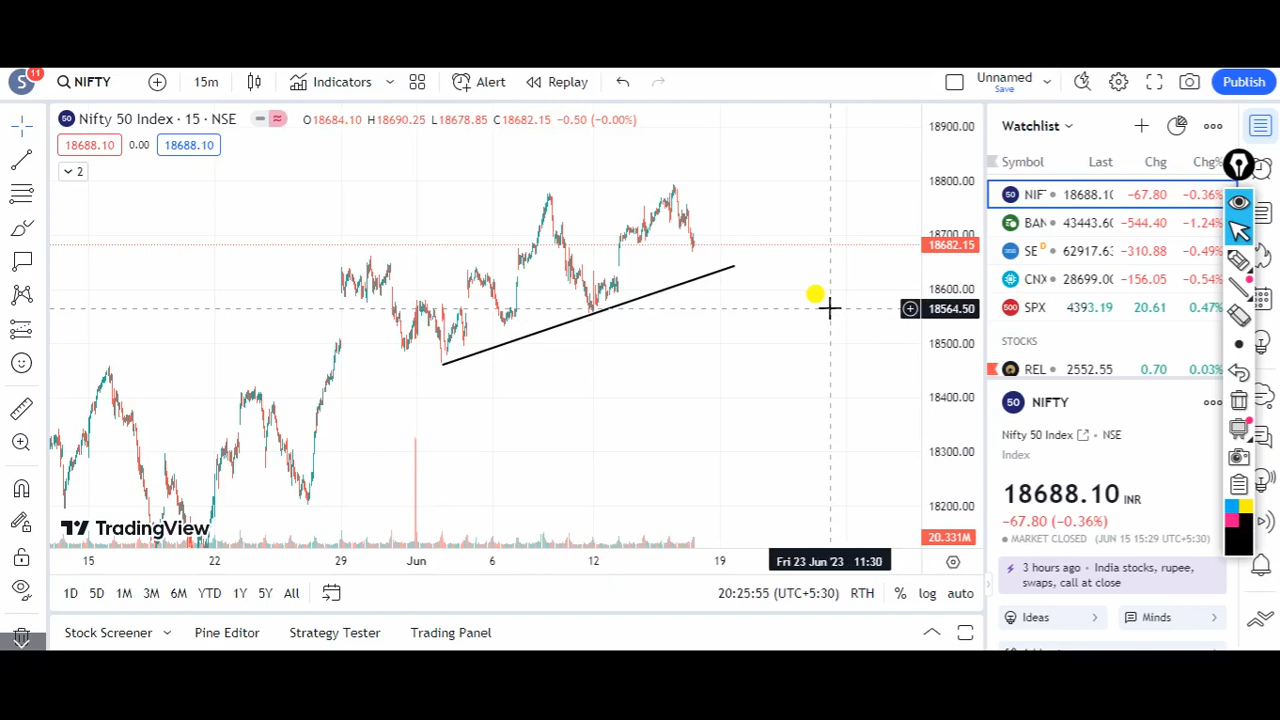 S 11 NIFTY 15m Indicators Alert Replay Unnamed Save Publish
50 Nifty 50 Index · 15 · NSE O18684.10 H18690.25 L18678.85 C18682.15 −0.50 (−0.00%)
18688.10 0.00 18688.10
2
18900.00
18800.00
18700.00
18682.15
18600.00
18564.50
18500.00
18400.00
18300.00
18200.00
20.331M
TradingView
15 22 29 Jun 6 12 19 Fri 23 Jun '23 11:30
1D 5D 1M 3M 6M YTD 1Y 5Y All 20:25:55 (UTC+5:30) RTH % log auto
Stock Screener Pine Editor Strategy Tester Trading Panel
Watchlist
Symbol Last Chg Chg%
50 NIF 18688.10 −67.80 −0.36%
BAN 43443.60 −544.40 −1.24%
SE D 62917.63 −310.88 −0.49%
CNX 28699.00 −156.05 −0.54%
500 SPX 4393.19 20.61 0.47%
STOCKS
REL 2552.55 0.70 0.03%
50 NIFTY
Nifty 50 Index • NSE
Index
18688.10 INR
−67.80 (−0.36%)
MARKET CLOSED (JUN 15 15:29 UTC+5:30)
3 hours ago • India stocks, rupee,
swaps, call at close
Ideas Minds